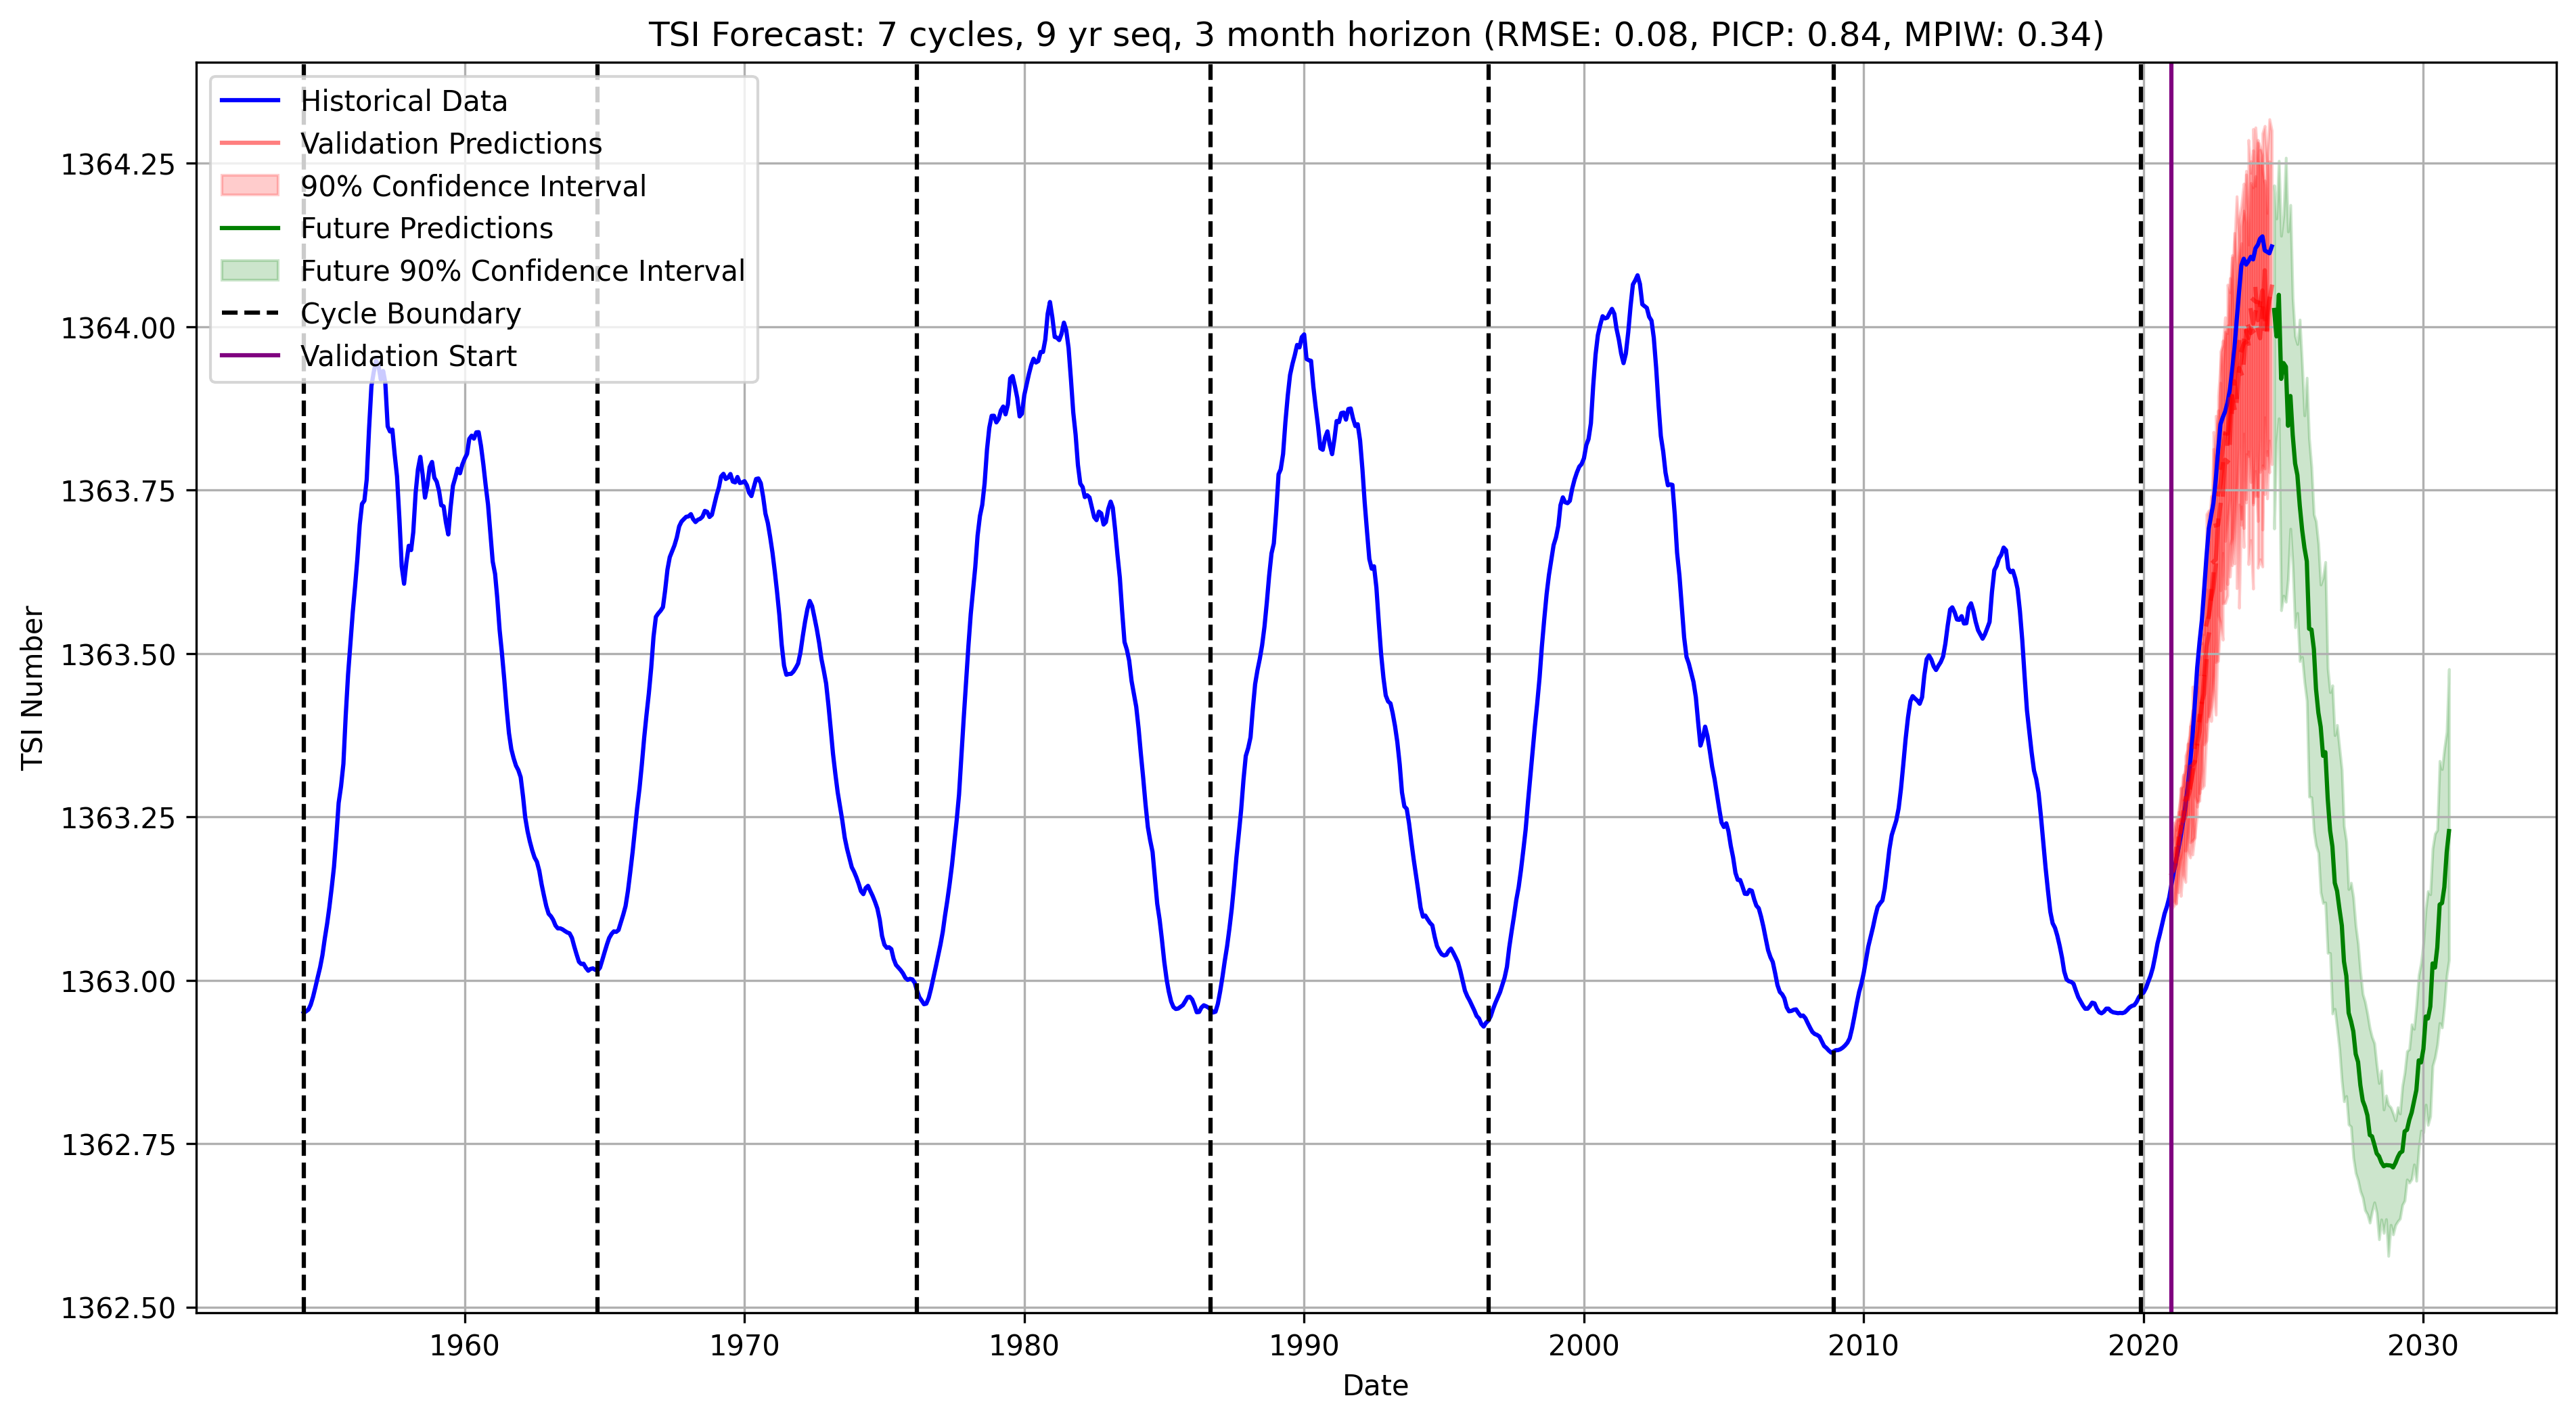 TSI Forecast: 7 cycles, 9 yr seq, 3 month horizon (RMSE: 0.08, PICP: 0.84, MPIW: 0.34)
Historical Data
Validation Predictions
90% Confidence Interval
Future Predictions
Future 90% Confidence Interval
Cycle Boundary
Validation Start
TSI Number
1364.25
1364.00
1363.75
1363.50
1363.25
1363.00
1362.75
1362.50
1960 1970 1980 1990 2000 2010 2020 2030
Date